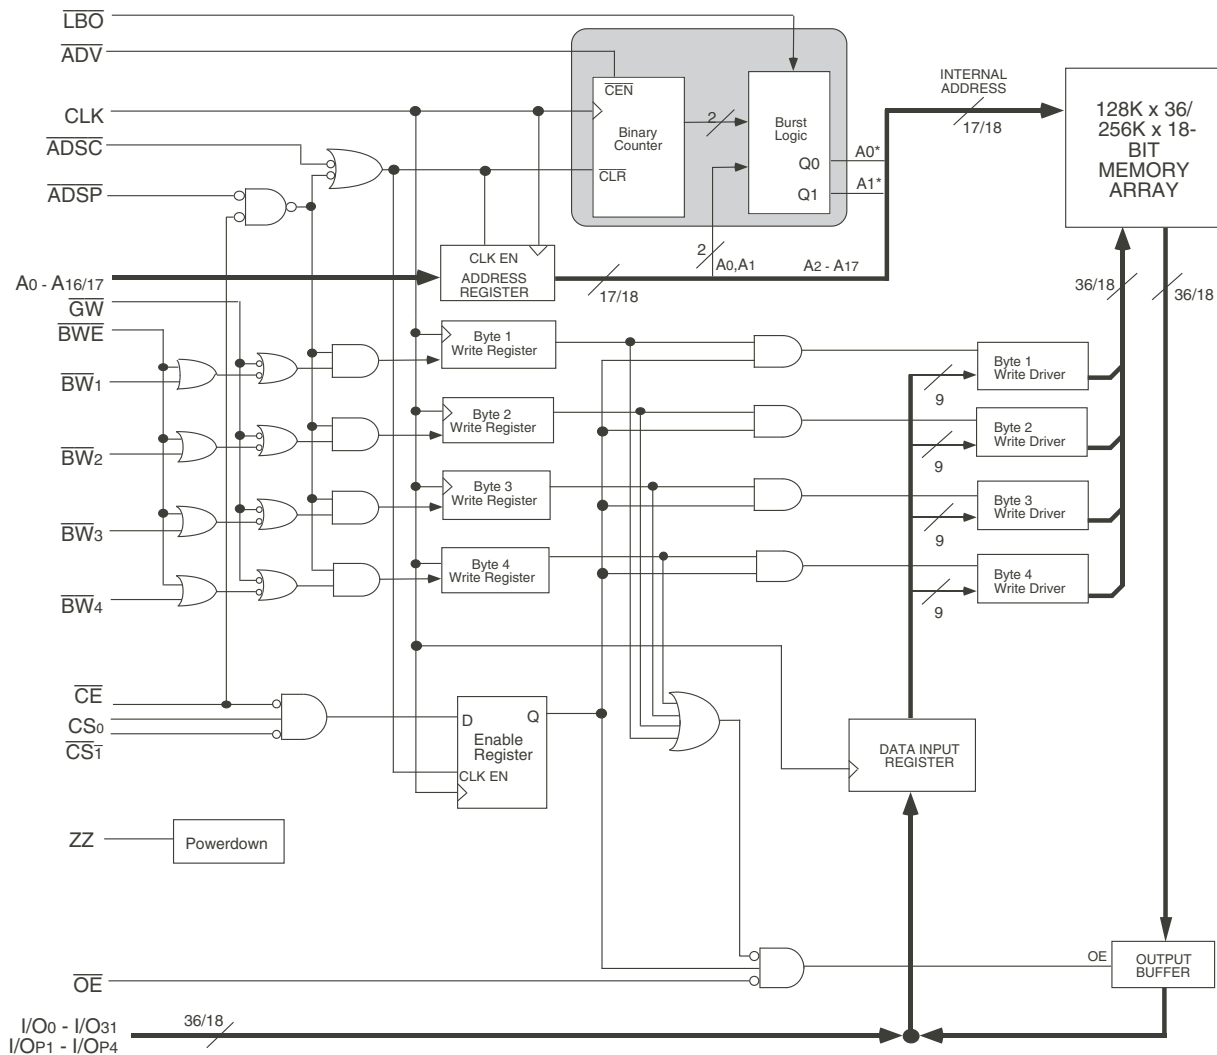 LBO
ADV
CLK
ADSC
ADSP
A0 - A16/17
GW
BWE
BW1
BW2
BW3
BW4
CE
CS0
CS1
ZZ
Powerdown
OE
I/O0 - I/O31
I/OP1 - I/OP4
36/18
CEN
Binary
Counter
CLR
2
Burst
Logic
Q0
Q1
A0*
A1*
INTERNAL
ADDRESS
17/18
128K x 36/
256K x 18-
BIT
MEMORY
ARRAY
CLK EN
ADDRESS
REGISTER
17/18
2
A0,A1
A2 - A17
36/18
36/18
Byte 1
Write Register
Byte 2
Write Register
Byte 3
Write Register
Byte 4
Write Register
Byte 1
Write Driver
9
Byte 2
Write Driver
9
Byte 3
Write Driver
9
Byte 4
Write Driver
9
D
Q
Enable
Register
CLK EN
DATA INPUT
REGISTER
OE
OUTPUT
BUFFER